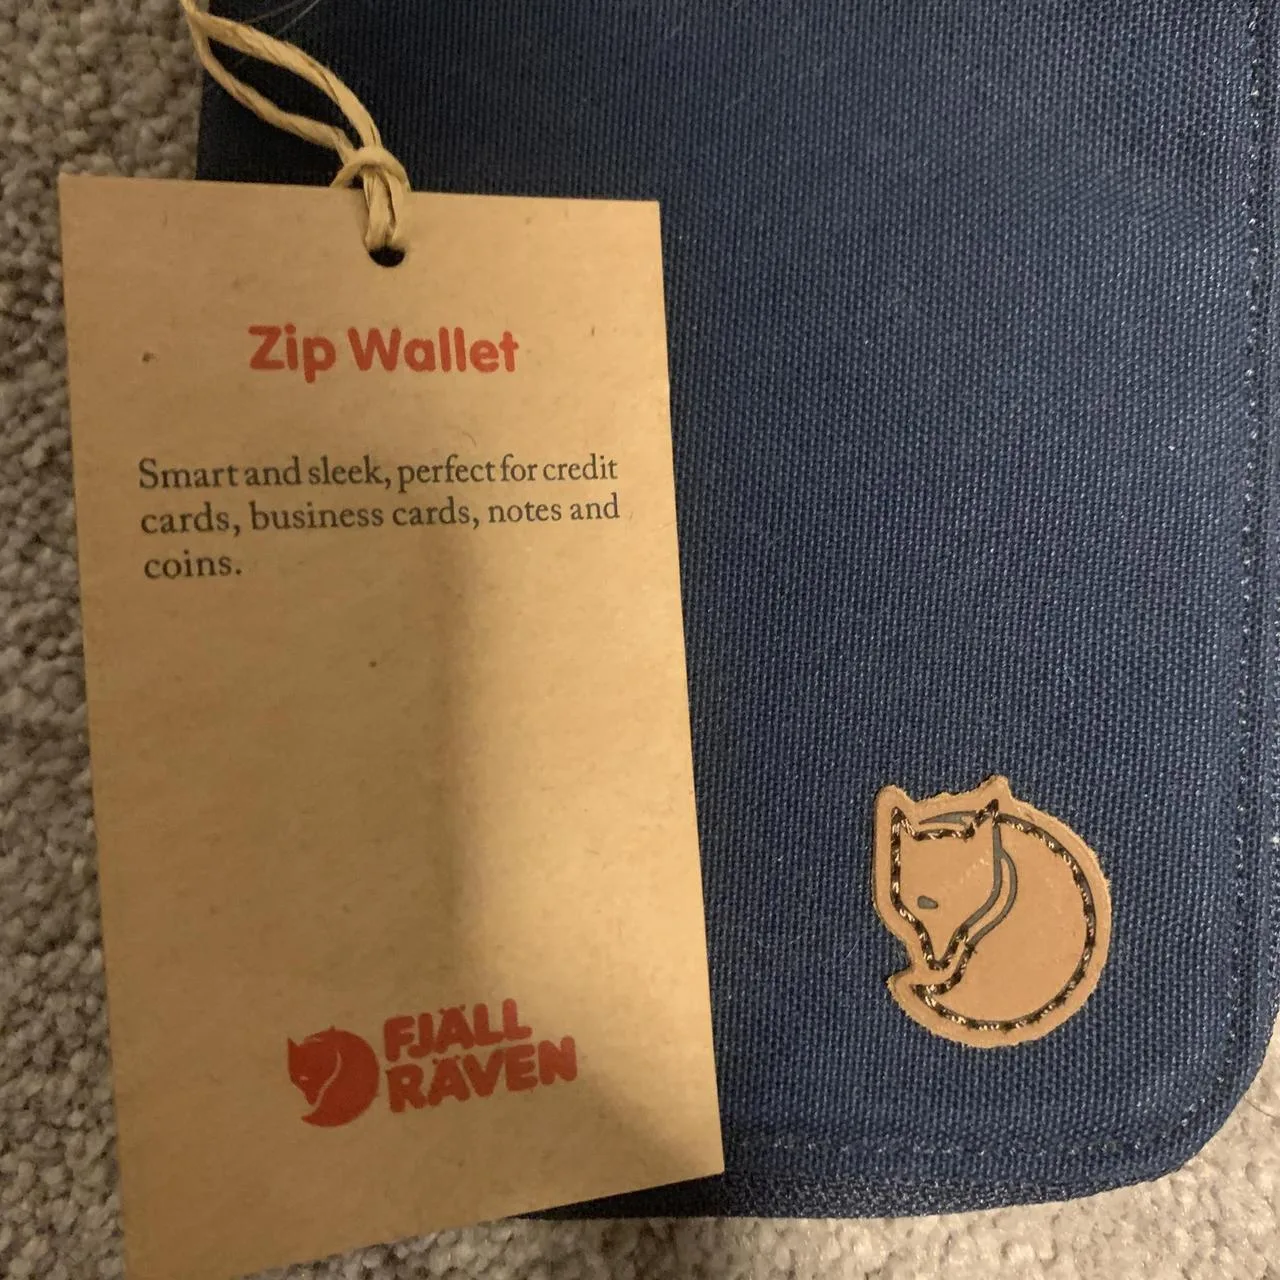 Zip Wallet
Smart and sleek, perfect for credit
cards, business cards, notes and
coins.
FJÄLL
RÄVEN